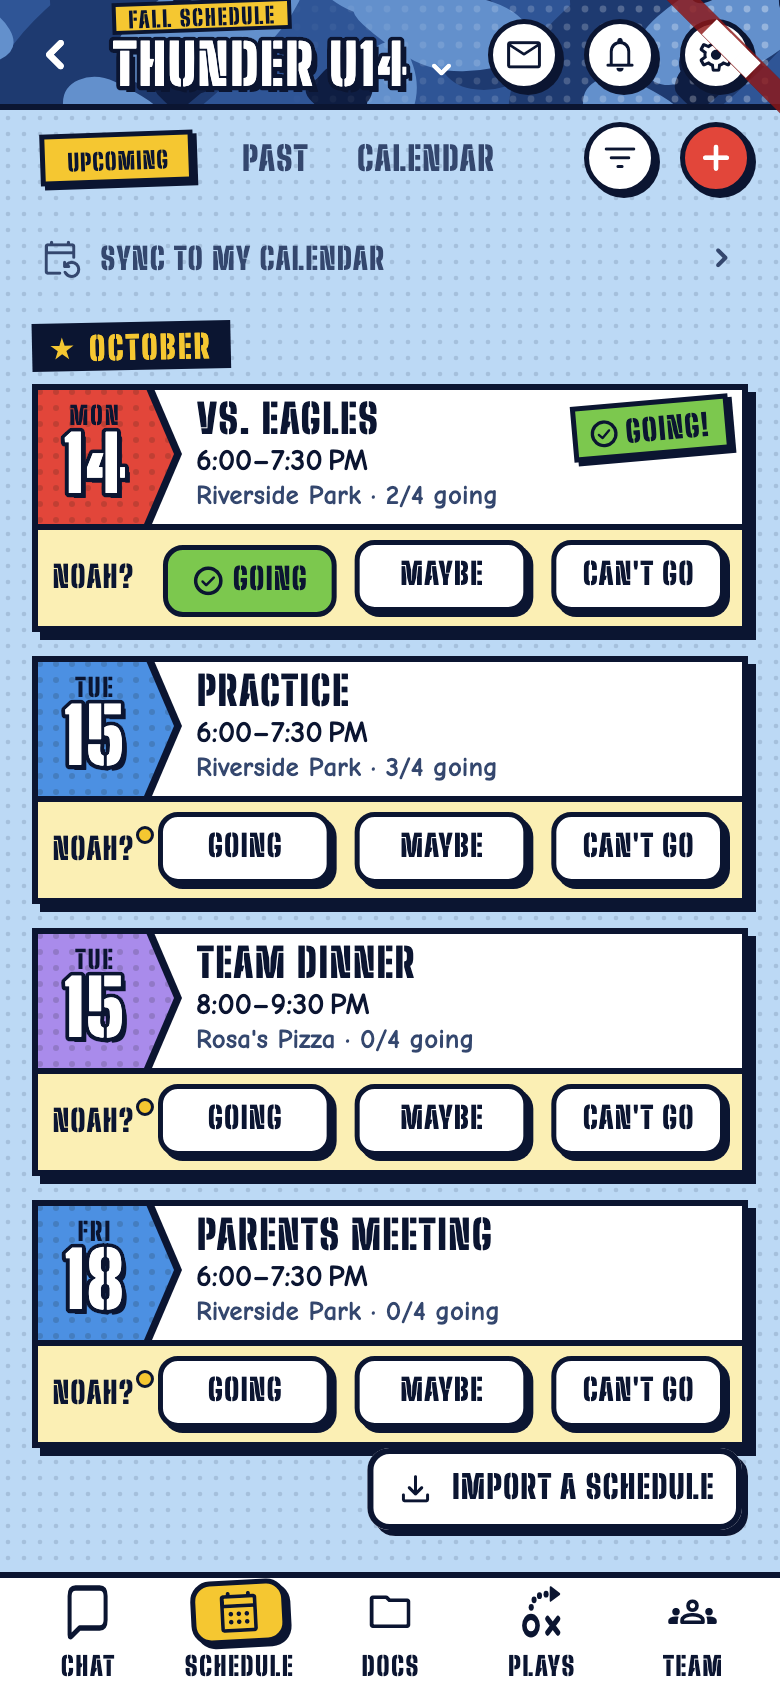 FALL SCHEDULE
THUNDER U14
UPCOMING
PAST
CALENDAR
SYNC TO MY CALENDAR
★ OCTOBER
MON
14
VS. EAGLES
6:00–7:30 PM
Riverside Park · 2/4 going
GOING!
NOAH?
GOING
MAYBE
CAN'T GO
TUE
15
PRACTICE
6:00–7:30 PM
Riverside Park · 3/4 going
NOAH?
GOING
MAYBE
CAN'T GO
TUE
15
TEAM DINNER
8:00–9:30 PM
Rosa's Pizza · 0/4 going
NOAH?
GOING
MAYBE
CAN'T GO
FRI
18
PARENTS MEETING
6:00–7:30 PM
Riverside Park · 0/4 going
NOAH?
GOING
MAYBE
CAN'T GO
IMPORT A SCHEDULE
CHAT
SCHEDULE
DOCS
PLAYS
TEAM